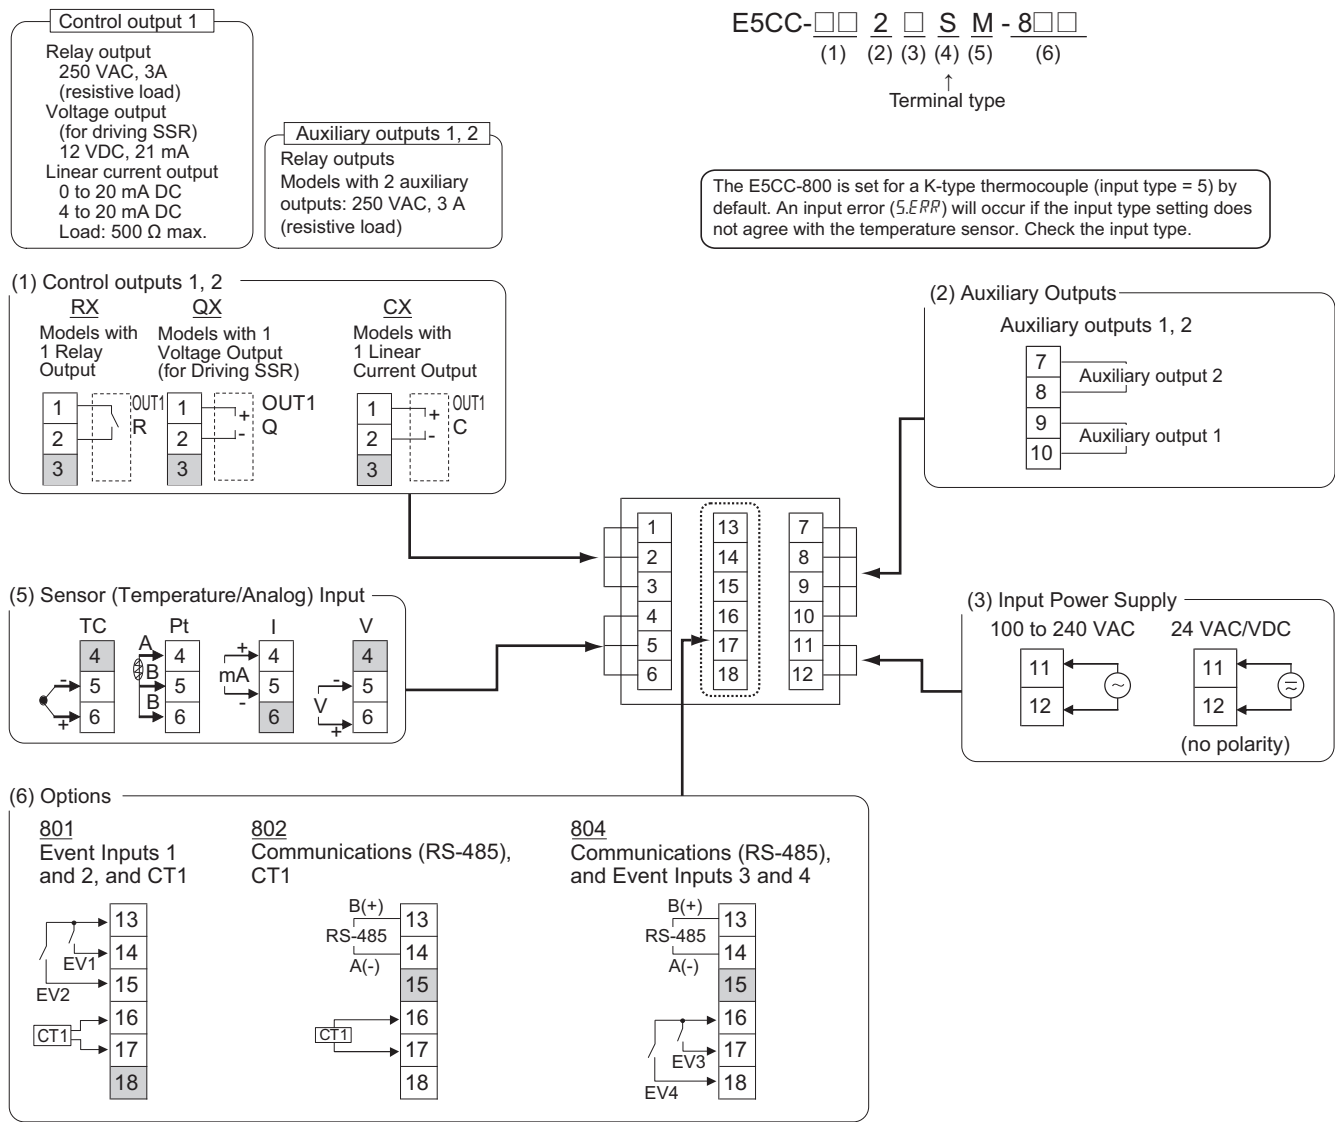 Control output 1
Relay output
250 VAC, 3A
(resistive load)
Voltage output
(for driving SSR)
12 VDC, 21 mA
Linear current output
0 to 20 mA DC
4 to 20 mA DC
Load: 500 Ω max.
Auxiliary outputs 1, 2
Relay outputs
Models with 2 auxiliary
outputs: 250 VAC, 3 A
(resistive load)
E5CC-□□ 2 □ S M - 8□□
(1) (2) (3) (4) (5) (6)
↑
Terminal type
The E5CC-800 is set for a K-type thermocouple (input type = 5) by
default. An input error (S.ERR) will occur if the input type setting does
not agree with the temperature sensor. Check the input type.
(1) Control outputs 1, 2
RX
Models with
1 Relay
Output
1
2
3
OUT1
R
QX
Models with 1
Voltage Output
(for Driving SSR)
1
2
3
+
-
OUT1
Q
CX
Models with
1 Linear
Current Output
1
2
3
+
-
OUT1
C
(2) Auxiliary Outputs
Auxiliary outputs 1, 2
7
8
9
10
Auxiliary output 2
Auxiliary output 1
1
2
3
4
5
6
13
14
15
16
17
18
7
8
9
10
11
12
(5) Sensor (Temperature/Analog) Input
TC
4
5
6
-
+
Pt
A
B
B
4
5
6
I
+
mA
-
4
5
6
V
4
5
6
-
V
+
(3) Input Power Supply
100 to 240 VAC
11
12
~
24 VAC/VDC
11
12
(no polarity)
(6) Options
801
Event Inputs 1
and 2, and CT1
EV1
EV2
CT1
13
14
15
16
17
18
802
Communications (RS-485),
CT1
B(+)
RS-485
A(-)
CT1
13
14
15
16
17
18
804
Communications (RS-485),
and Event Inputs 3 and 4
B(+)
RS-485
A(-)
EV3
EV4
13
14
15
16
17
18